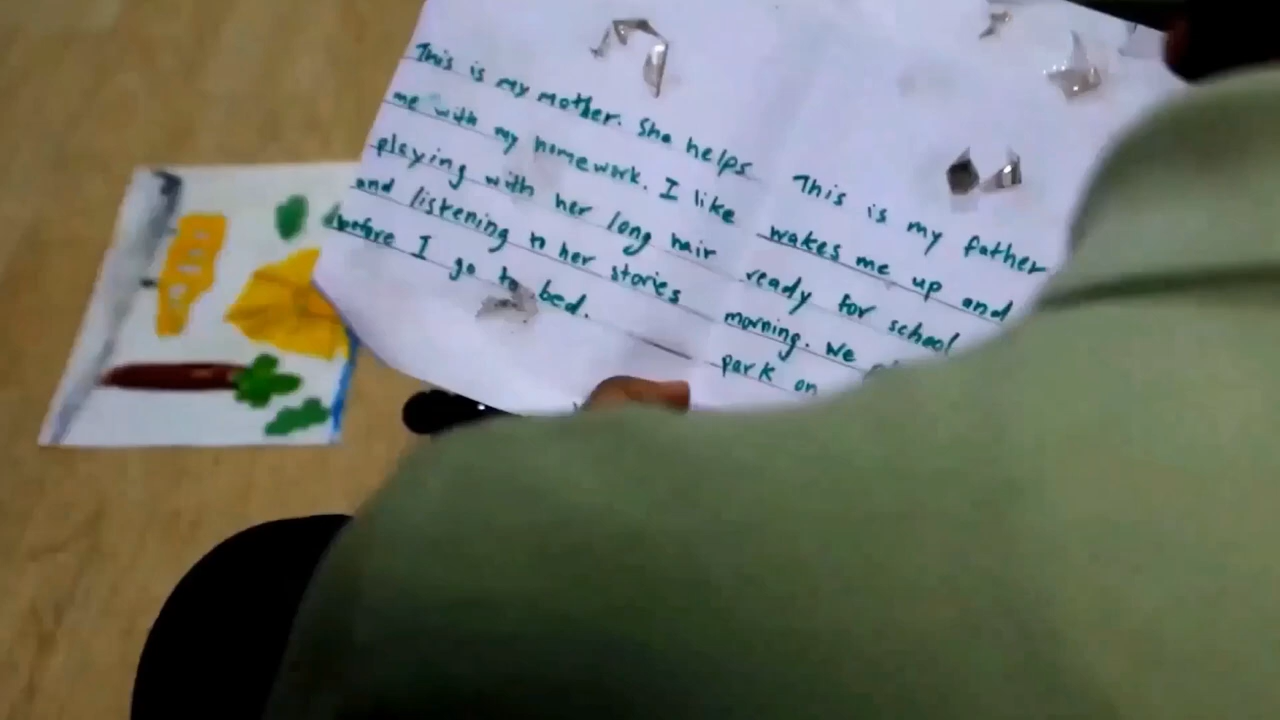 This is my mother. She helps
me with my homework. I like
playing with her long hair
and listening to her stories
before I go to bed.
This is my father
wakes me up and
ready for school
morning. We
park on